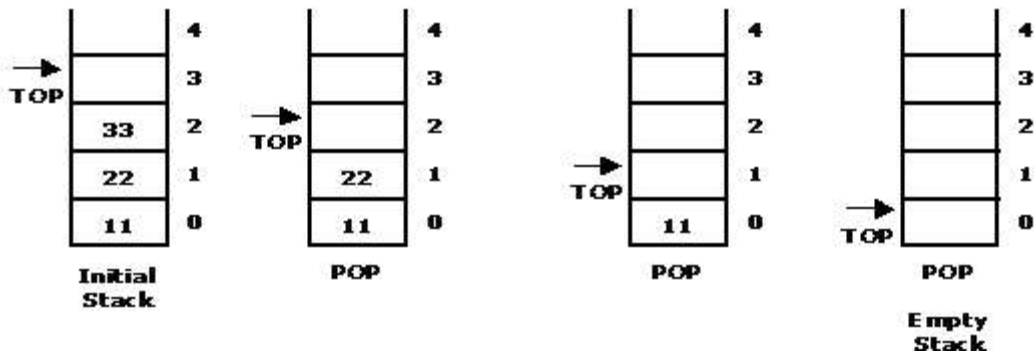 4 4 4 4
3 3 3 3
TOP
33 2 2 2 2
TOP
22 1 22 1 1 1
TOP
11 0 11 0 11 0 0
TOP
Initial
Stack
POP
POP
POP
Empty
Stack